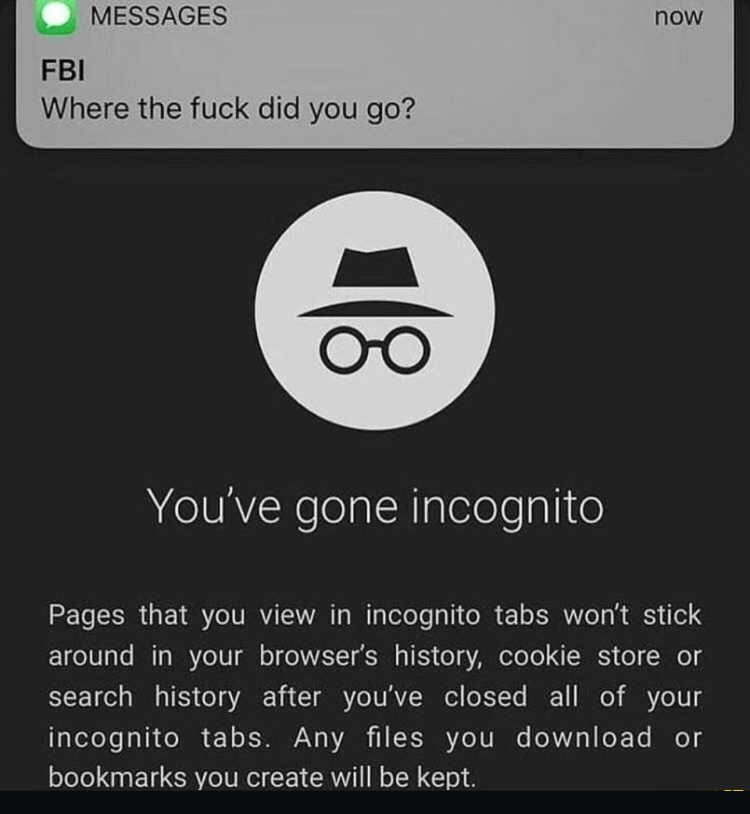 MESSAGES now
FBI
Where the fuck did you go?
You've gone incognito
Pages that you view in incognito tabs won't stick
around in your browser's history, cookie store or
search history after you've closed all of your
incognito tabs. Any files you download or
bookmarks you create will be kept.